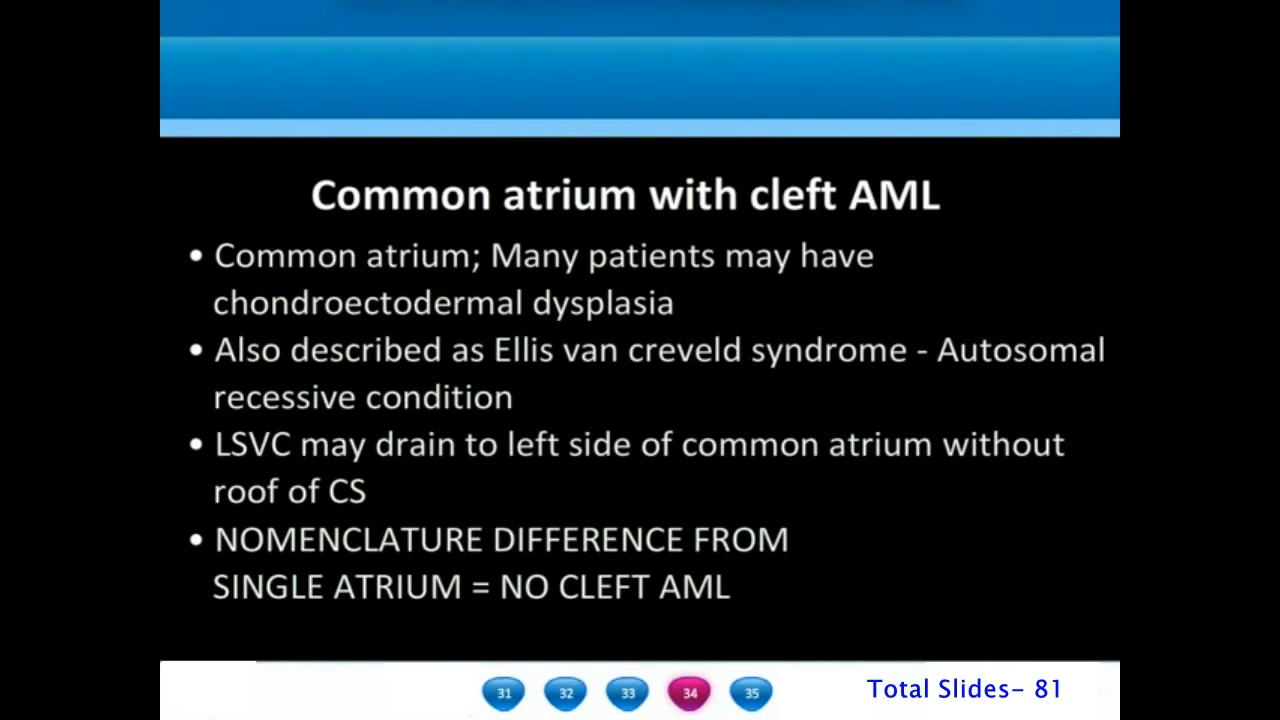 Common atrium with cleft AML
• Common atrium; Many patients may have
chondroectodermal dysplasia
• Also described as Ellis van creveld syndrome - Autosomal
recessive condition
• LSVC may drain to left side of common atrium without
roof of CS
• NOMENCLATURE DIFFERENCE FROM
SINGLE ATRIUM = NO CLEFT AML
31 32 33 34 35 Total Slides- 81